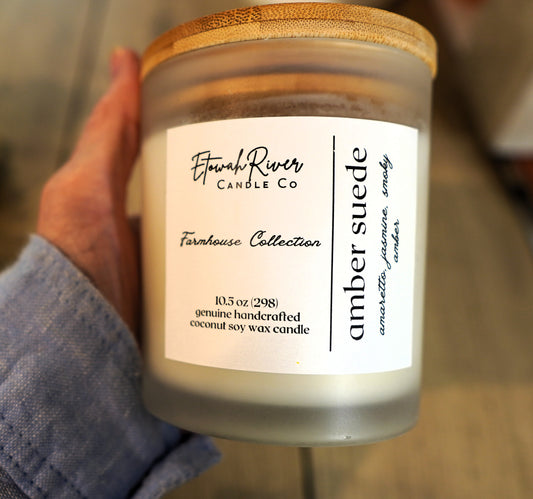 Etowah River
CANDLE CO
Farmhouse Collection
10.5 oz (298)
genuine handcrafted
coconut soy wax candle
amber suede
amaretto, jasmine, smoky
amber